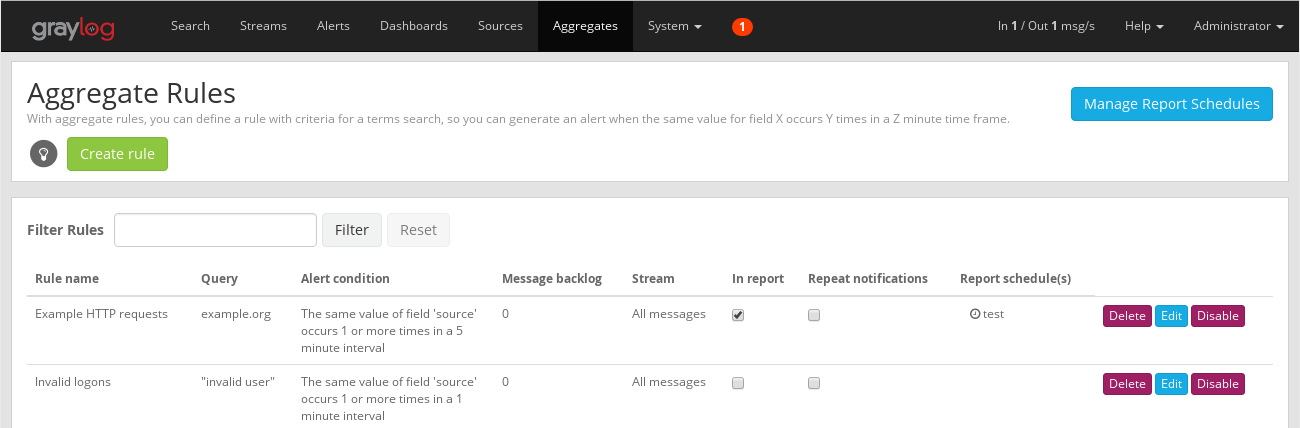 graylog Search Streams Alerts Dashboards Sources Aggregates System 1 In 1 / Out 1 msg/s Help Administrator
Aggregate Rules
Manage Report Schedules
With aggregate rules, you can define a rule with criteria for a terms search, so you can generate an alert when the same value for field X occurs Y times in a Z minute time frame.
Create rule
Filter Rules Filter Reset
Rule name Query Alert condition Message backlog Stream In report Repeat notifications Report schedule(s)
Example HTTP requests example.org The same value of field 'source' 0 All messages test Delete Edit Disable
occurs 1 or more times in a 5
minute interval
Invalid logons "invalid user" The same value of field 'source' 0 All messages Delete Edit Disable
occurs 1 or more times in a 1
minute interval